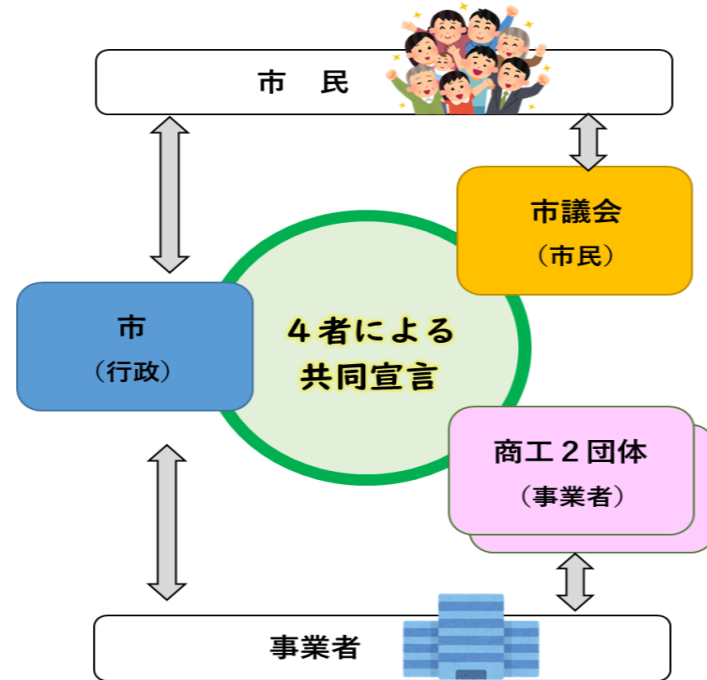 市　民
市議会
（市民）
市
（行政）
４者による
共同宣言
商工２団体
（事業者）
事業者